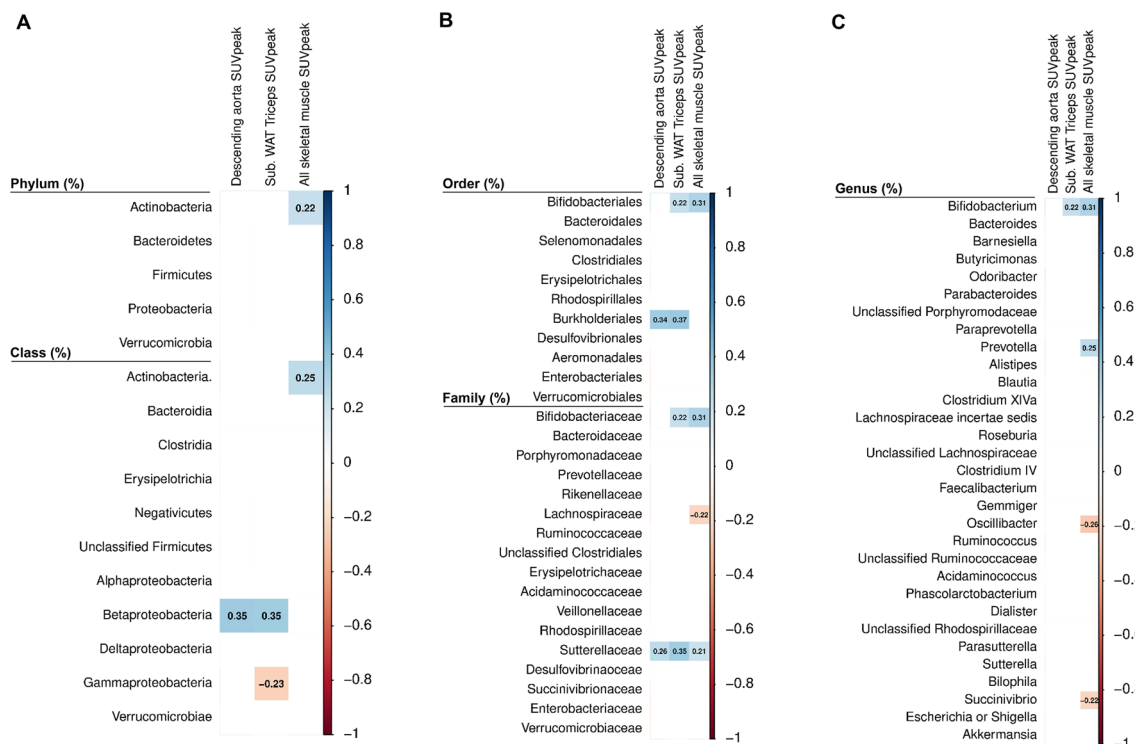 A
Descending aorta SUVpeak
Sub. WAT Triceps SUVpeak
All skeletal muscle SUVpeak
Phylum (%)
Actinobacteria 0.22
Bacteroidetes
Firmicutes
Proteobacteria
Verrucomicrobia
Class (%)
Actinobacteria. 0.25
Bacteroidia
Clostridia
Erysipelotrichia
Negativicutes
Unclassified Firmicutes
Alphaproteobacteria
Betaproteobacteria 0.35 0.35
Deltaproteobacteria
Gammaproteobacteria −0.23
Verrucomicrobiae
1
0.8
0.6
0.4
0.2
0
−0.2
−0.4
−0.6
−0.8
−1
B
Descending aorta SUVpeak
Sub. WAT Triceps SUVpeak
All skeletal muscle SUVpeak
Order (%)
Bifidobacteriales 0.22 0.31
Bacteroidales
Selenomonadales
Clostridiales
Erysipelotrichales
Rhodospirillales
Burkholderiales 0.34 0.37
Desulfovibrionales
Aeromonadales
Enterobacteriales
Verrucomicrobiales
Family (%)
Bifidobacteriaceae 0.22 0.31
Bacteroidaceae
Porphyromonadaceae
Prevotellaceae
Rikenellaceae
Lachnospiraceae −0.22
Ruminococcaceae
Unclassified Clostridiales
Erysipelotrichaceae
Acidaminococcaceae
Veillonellaceae
Rhodospirillaceae
Sutterellaceae 0.26 0.35 0.21
Desulfovibrinaoceae
Succinivibrionaceae
Enterobacteriaceae
Verrucomicrobiaceae
1
0.8
0.6
0.4
0.2
0
−0.2
−0.4
−0.6
−0.8
−1
C
Descending aorta SUVpeak
Sub. WAT Triceps SUVpeak
All skeletal muscle SUVpeak
Genus (%)
Bifidobacterium 0.22 0.31
Bacteroides
Barnesiella
Butyricimonas
Odoribacter
Parabacteroides
Unclassified Porphyromodaceae
Paraprevotella
Prevotella 0.25
Alistipes
Blautia
Clostridium XIVa
Lachnospiraceae incertae sedis
Roseburia
Unclassified Lachnospiraceae
Clostridium IV
Faecalibacterium
Gemmiger
Oscillibacter −0.26
Ruminococcus
Unclassified Ruminococcaceae
Acidaminococcus
Phascolarctobacterium
Dialister
Unclassified Rhodospirillaceae
Parasutterella
Sutterella
Bilophila
Succinivibrio −0.22
Escherichia or Shigella
Akkermansia
1
0.8
0.6
0.4
0.2
0